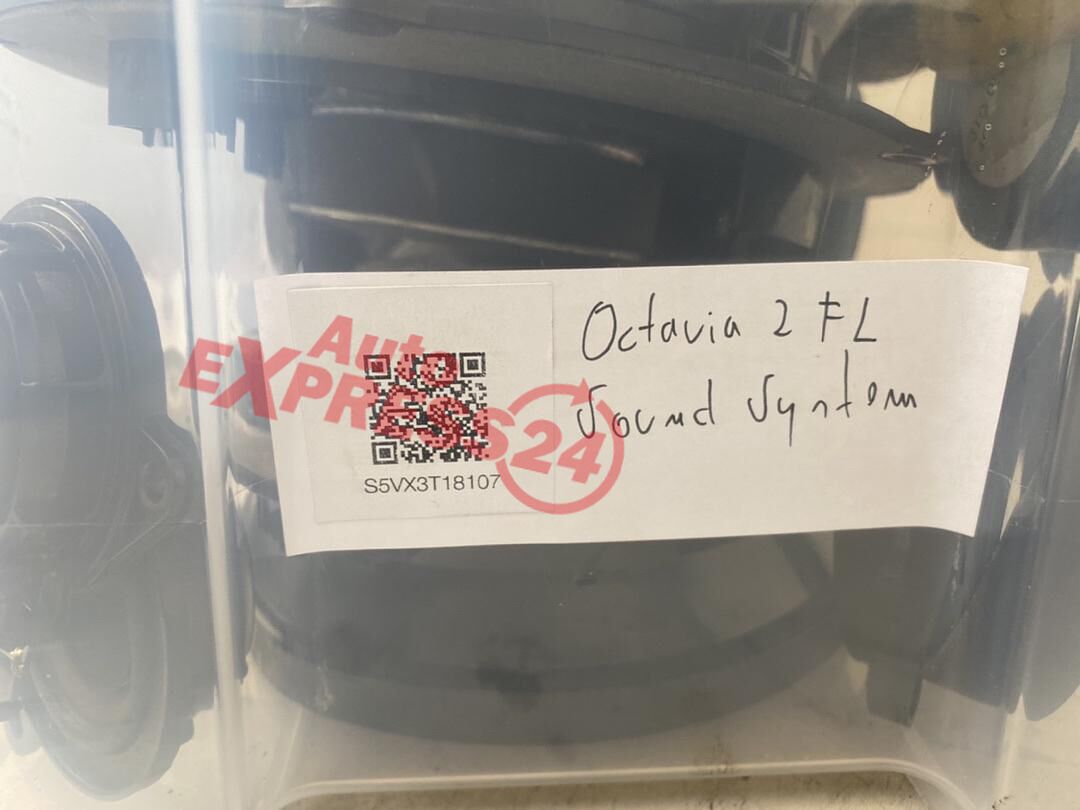 Octavia 2 FL
Sound System
Auto
EXPRESS24
S5VX3T18107